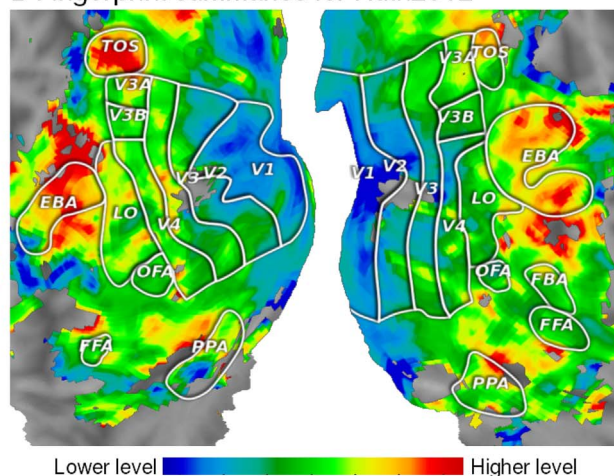 TOS
V3A
V3B
V3
V2
V1
EBA
LO
V4
OFA
FFA
PPA
V3A
TOS
V3B
EBA
V1
V2
V3
LO
V4
OFA
FBA
FFA
PPA
Lower level
Higher level